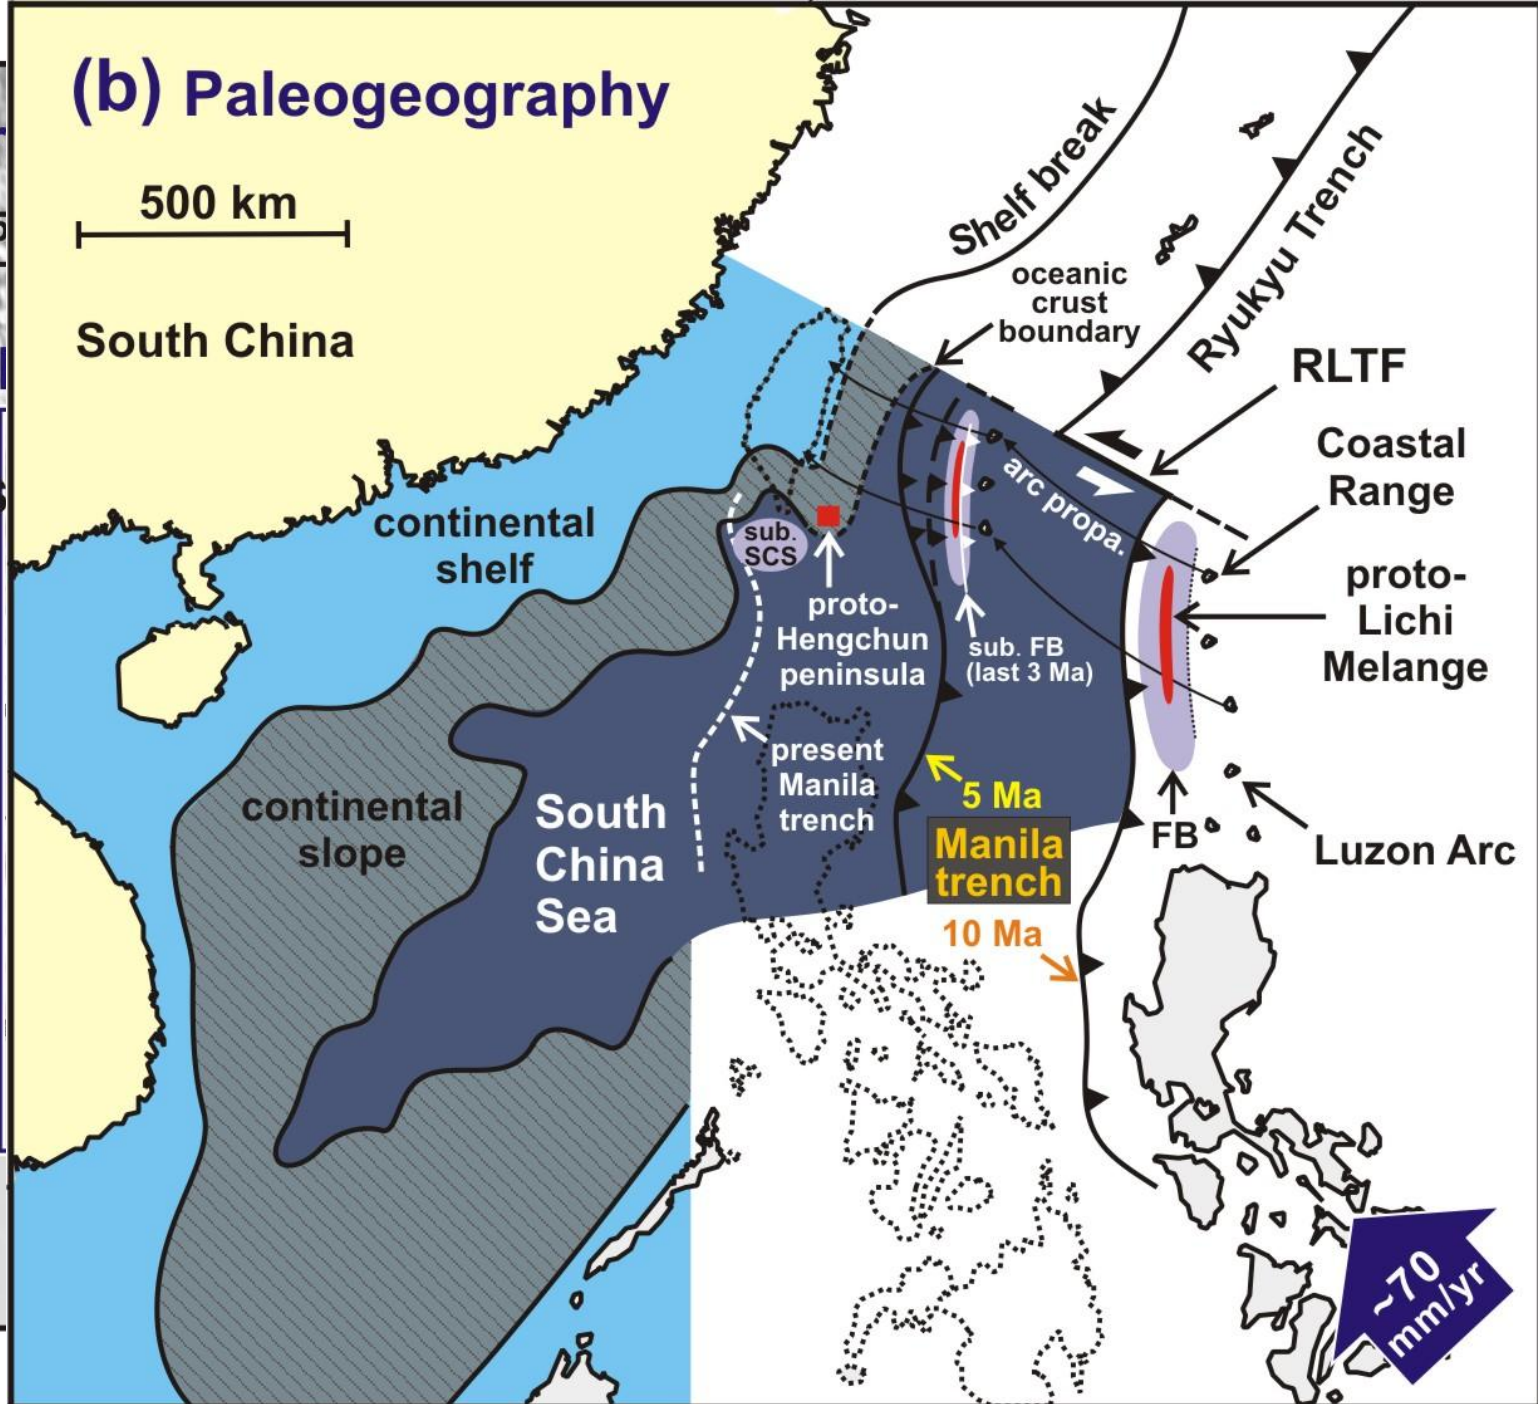 (b) Paleogeography
500 km
South China
Shelf break
Ryukyu Trench
oceanic
crust
boundary
RLTF
Coastal
Range
arc propa.
continental
shelf
sub.
SCS
proto-
Hengchun
peninsula
sub. FB
(last 3 Ma)
proto-
Lichi
Melange
present
Manila
trench
5 Ma
Manila
trench
10 Ma
FB
Luzon Arc
continental
slope
South
China
Sea
~70
mm/yr